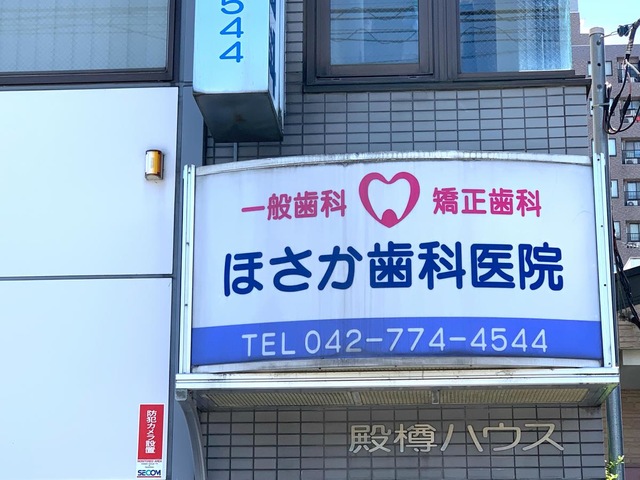 544
一般歯科 矯正歯科
ほさか歯科医院
TEL 042-774-4544
殿樽ハウス
防犯カメラ設置
SECOM